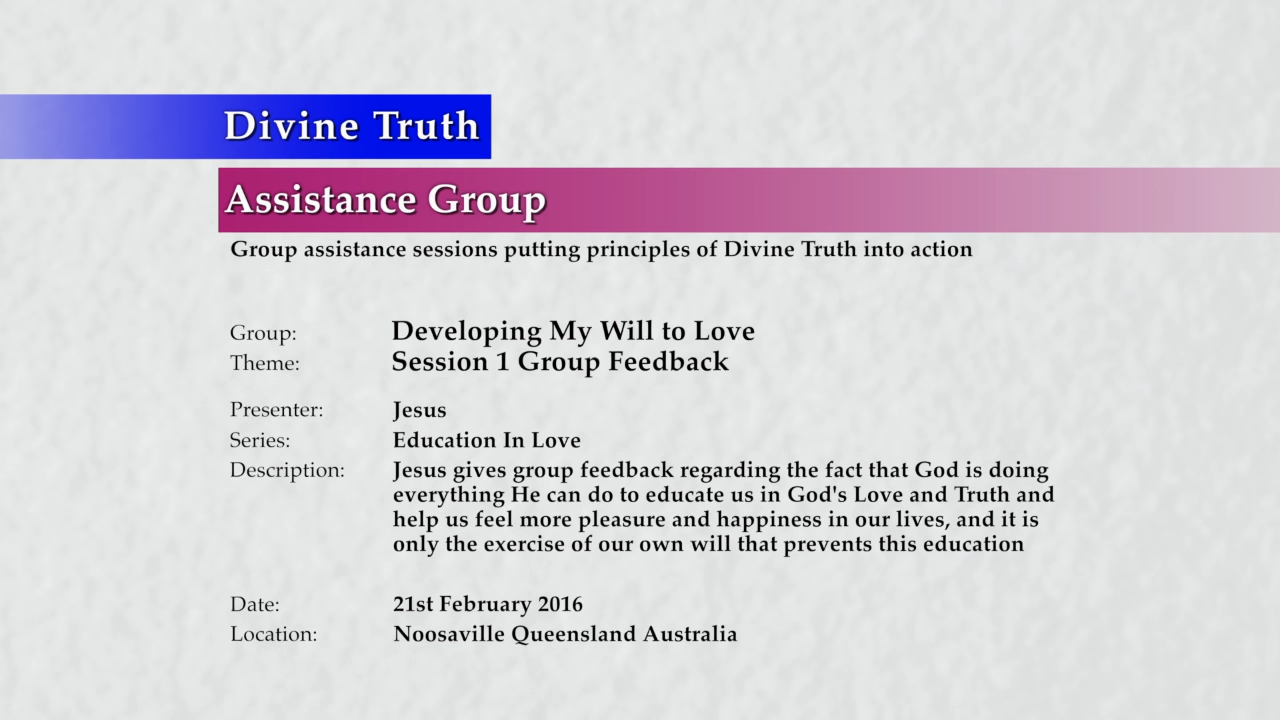 Divine Truth
Assistance Group
Group assistance sessions putting principles of Divine Truth into action
Group: Developing My Will to Love
Theme: Session 1 Group Feedback
Presenter: Jesus
Series: Education In Love
Description: Jesus gives group feedback regarding the fact that God is doing
everything He can do to educate us in God's Love and Truth and
help us feel more pleasure and happiness in our lives, and it is
only the exercise of our own will that prevents this education
Date: 21st February 2016
Location: Noosaville Queensland Australia